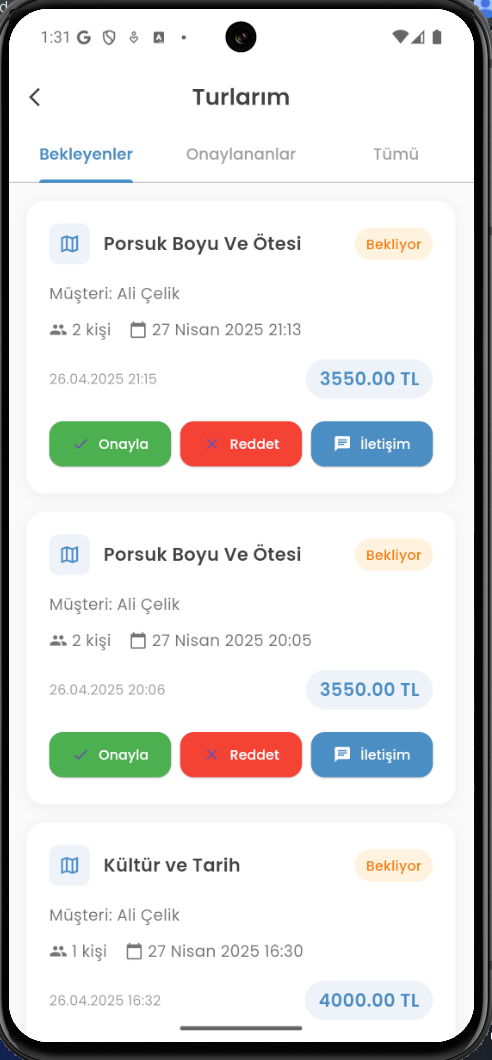 1:31
Turlarım
Bekleyenler Onaylananlar Tümü
Porsuk Boyu Ve Ötesi Bekliyor
Müşteri: Ali Çelik
2 kişi 27 Nisan 2025 21:13
26.04.2025 21:15 3550.00 TL
Onayla Reddet İletişim
Porsuk Boyu Ve Ötesi Bekliyor
Müşteri: Ali Çelik
2 kişi 27 Nisan 2025 20:05
26.04.2025 20:06 3550.00 TL
Onayla Reddet İletişim
Kültür ve Tarih Bekliyor
Müşteri: Ali Çelik
1 kişi 27 Nisan 2025 16:30
26.04.2025 16:32 4000.00 TL